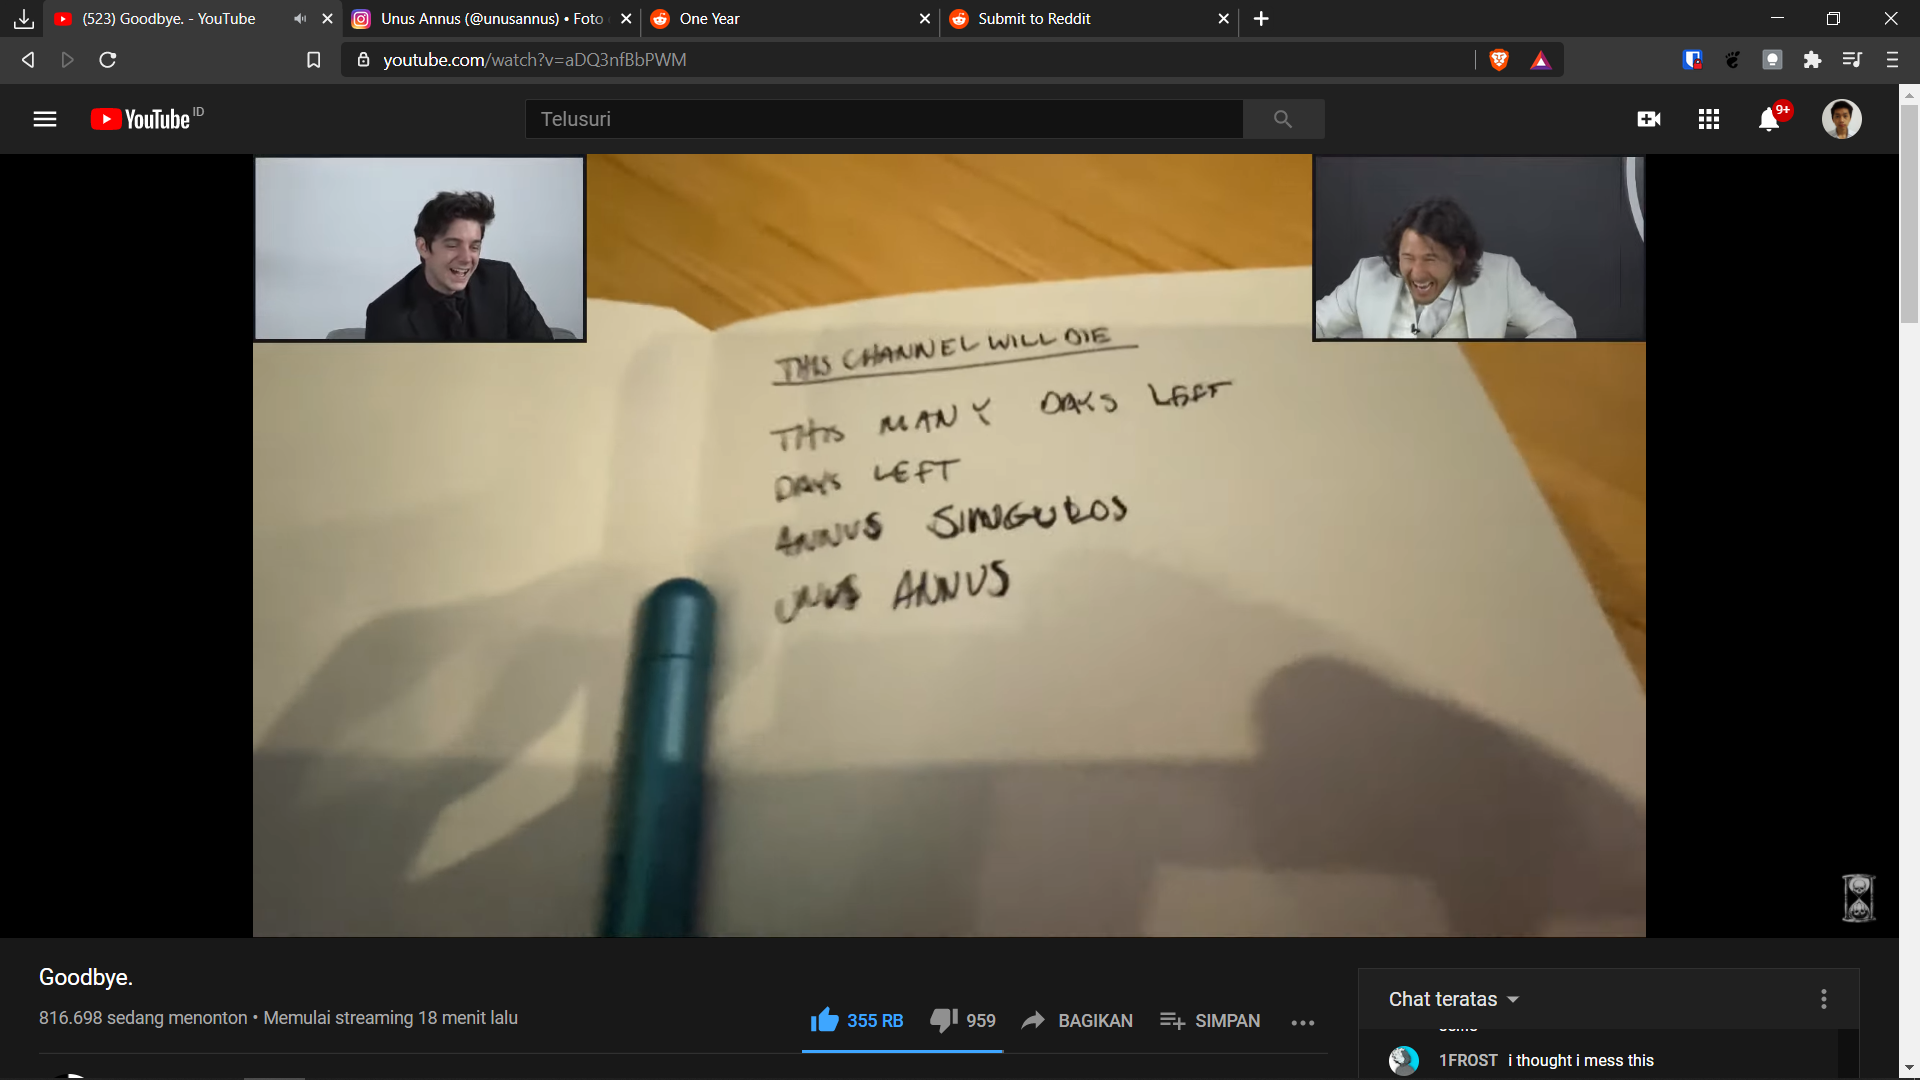 (523) Goodbye. - YouTube
Unus Annus (@unusannus) • Foto
One Year
Submit to Reddit
youtube.com/watch?v=aDQ3nfBbPWM
YouTube ID
Telusuri
9+
THIS CHANNEL WILL DIE
THIS MANY DAYS LEFT
DAYS LEFT
ANNUS SINGULOS
UNUS ANNUS
Goodbye.
816.698 sedang menonton • Memulai streaming 18 menit lalu
355 RB
959
BAGIKAN
SIMPAN
Chat teratas
1FROST i thought i mess this